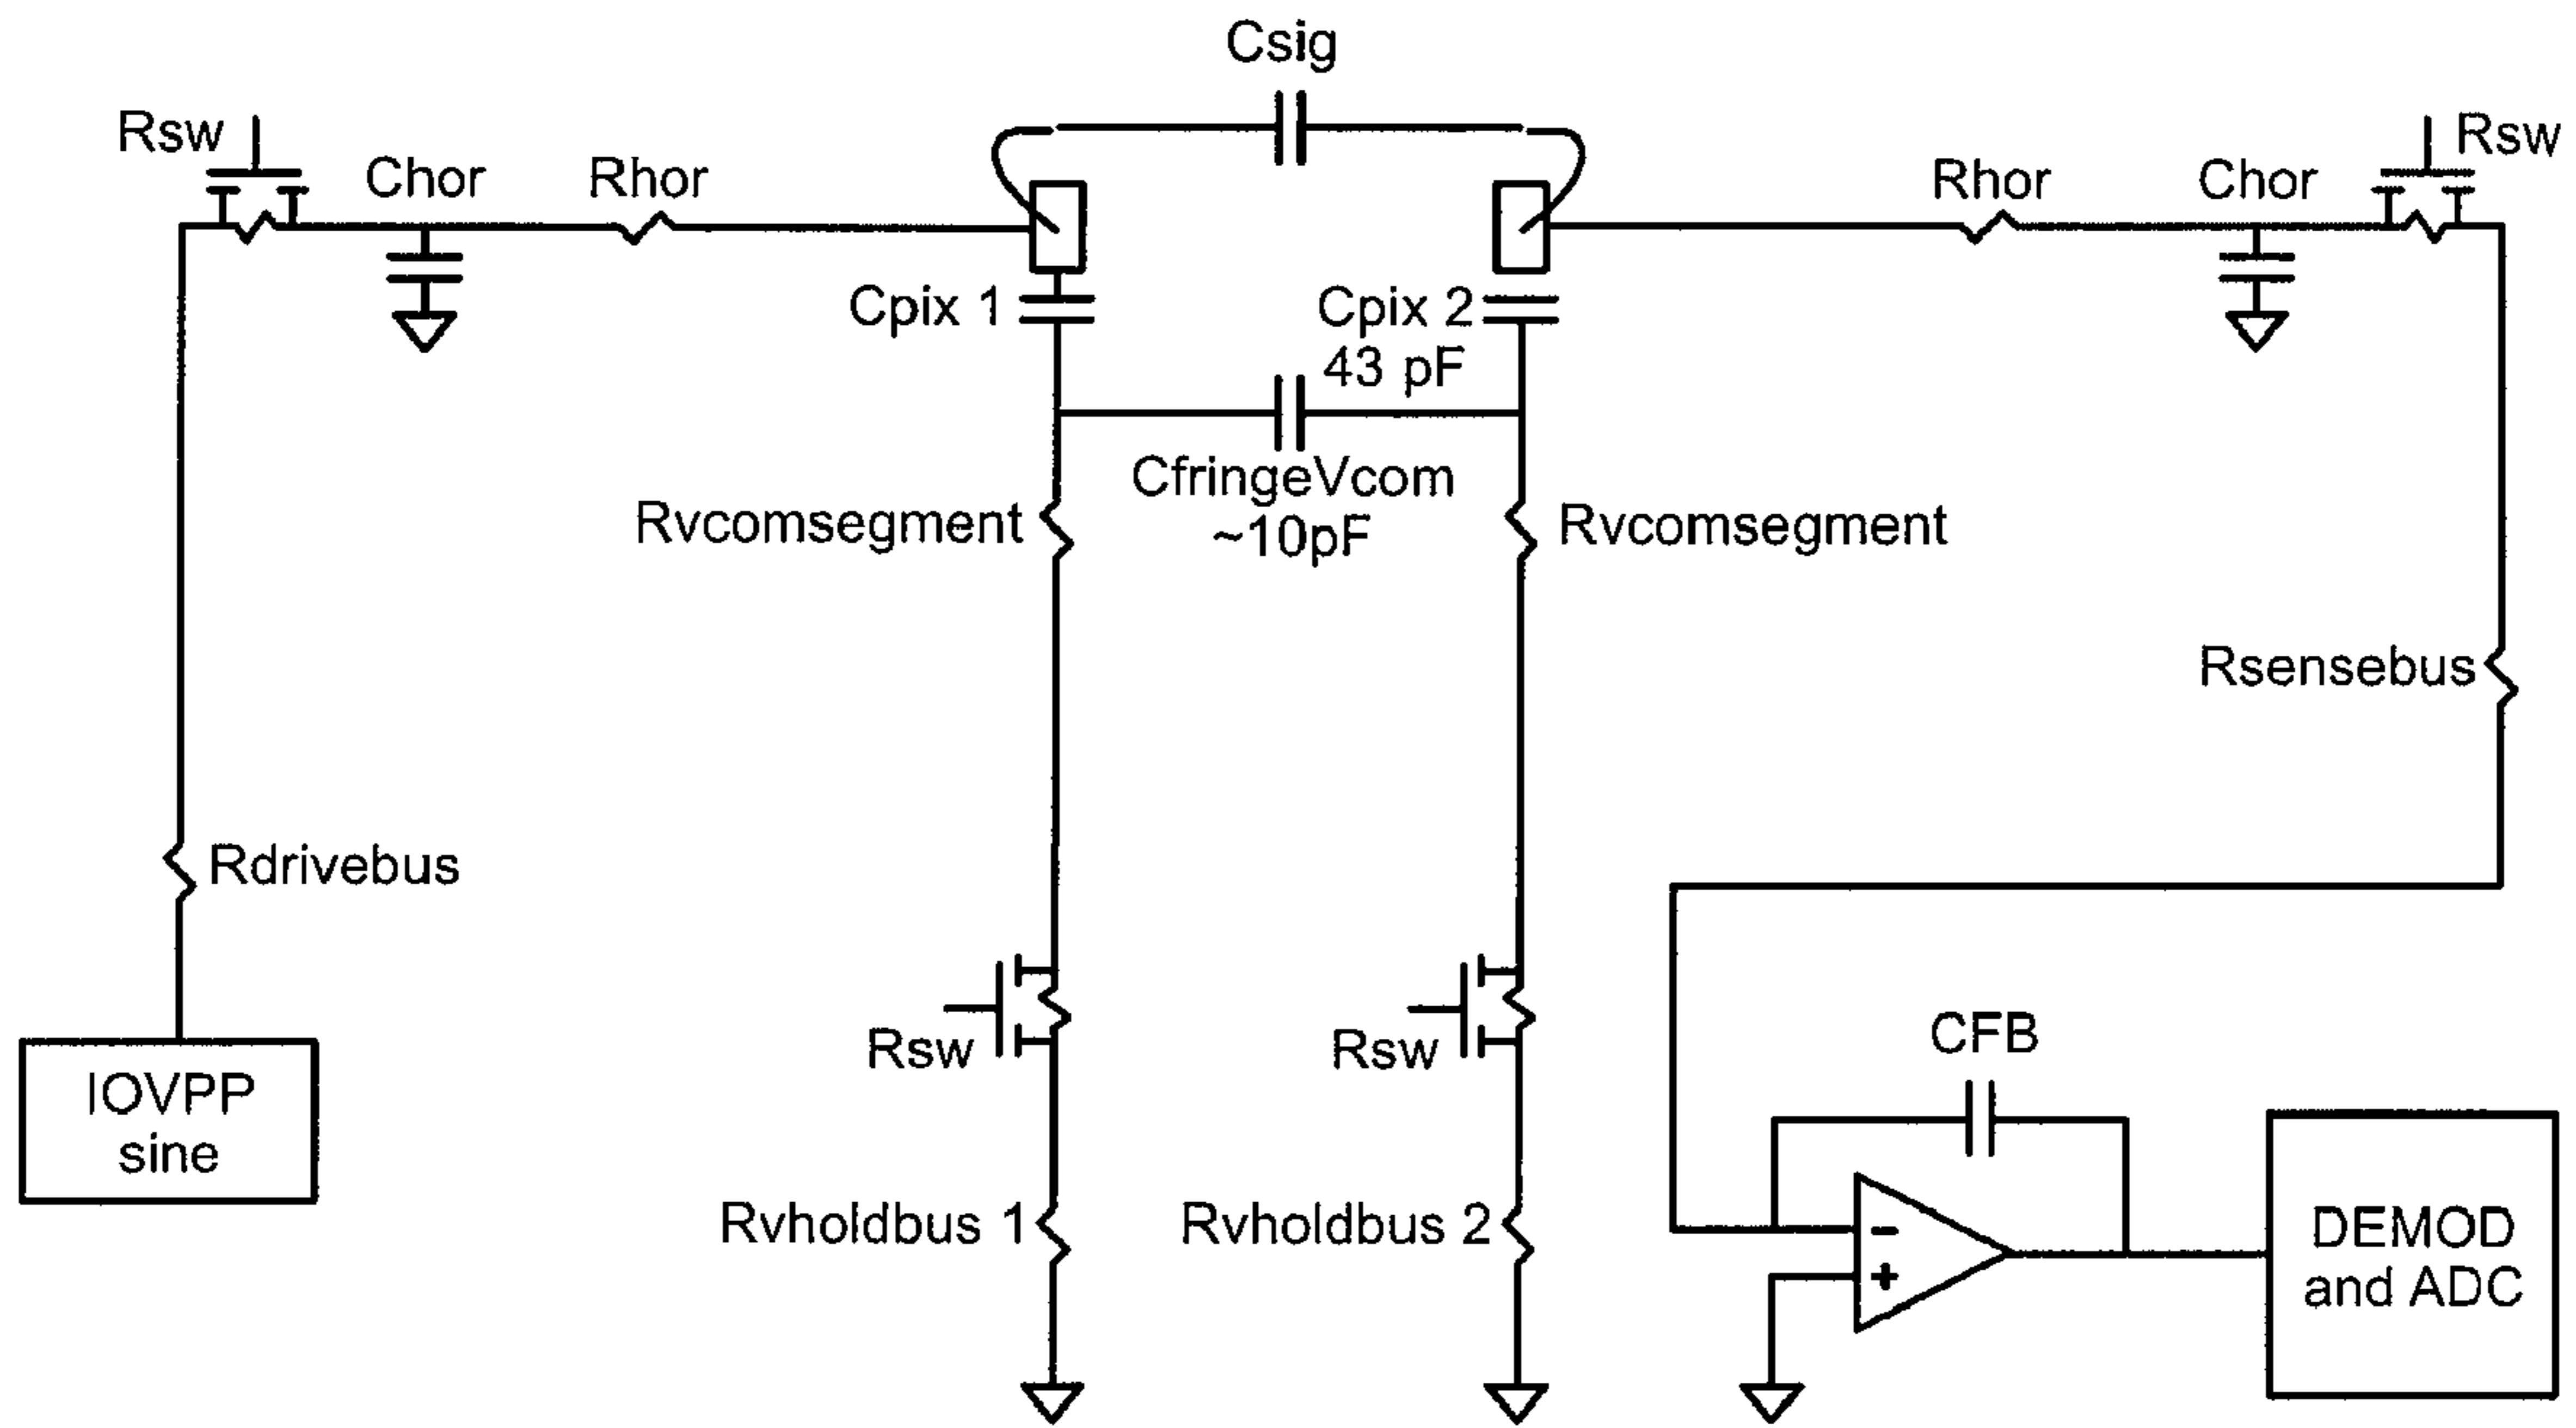 Csig
Rsw
Chor
Rhor
Rhor
Chor
Rsw
Cpix 1
Cpix 2
43 pF
CfringeVcom
~10pF
Rvcomsegment
Rvcomsegment
Rsensebus
Rdrivebus
IOVPP
sine
Rsw
Rsw
CFB
Rvholdbus 1
Rvholdbus 2
-
+
DEMOD
and ADC